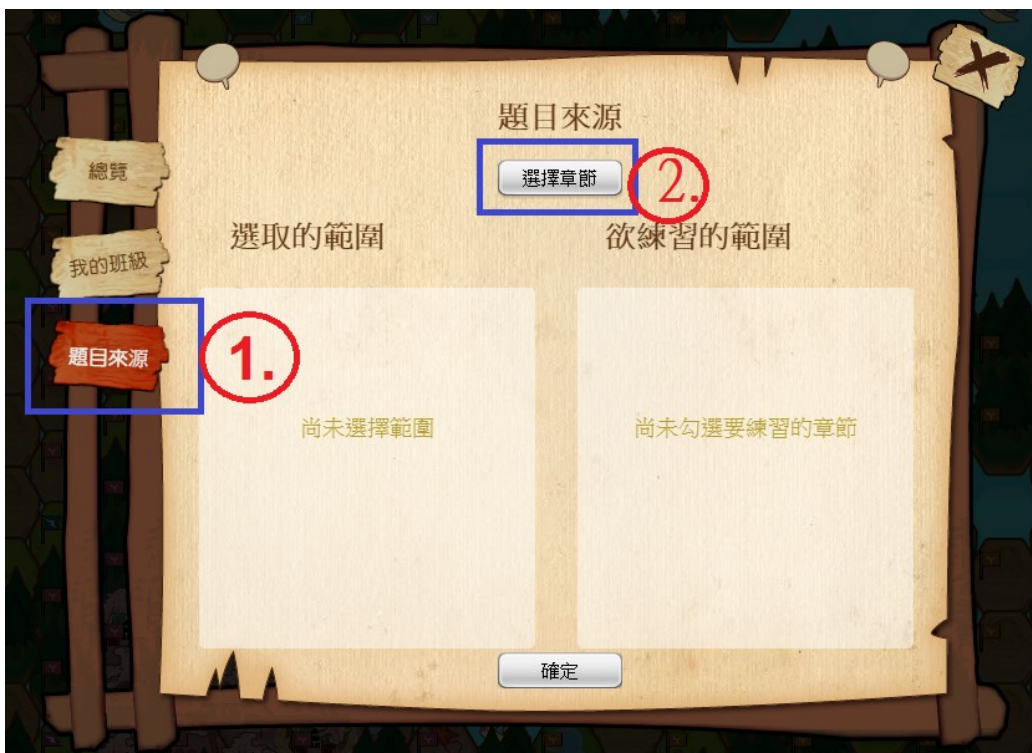 題目來源
選擇章節
2.
總覽
選取的範圍
欲練習的範圍
我的班級
題目來源
1.
尚未選擇範圍
尚未勾選要練習的章節
確定